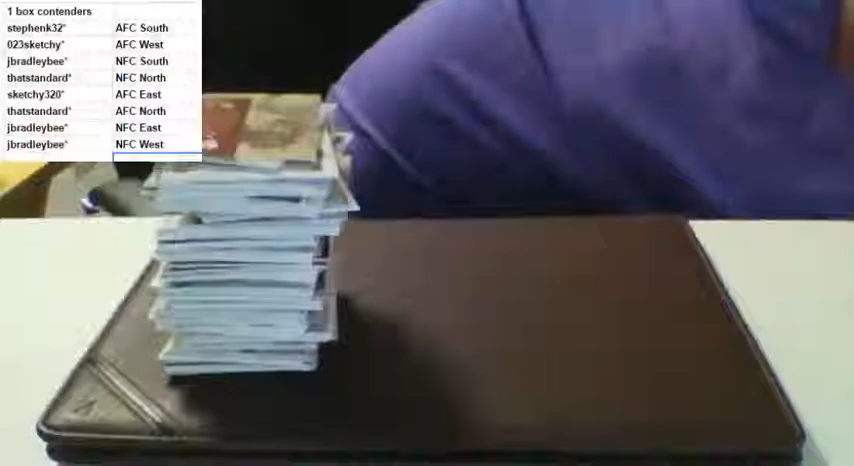 1 box contenders
stephenk32* AFC South
023sketchy* AFC West
jbradleybee* NFC South
thatstandard* NFC North
sketchy320* AFC East
thatstandard* AFC North
jbradleybee* NFC East
jbradleybee* NFC West